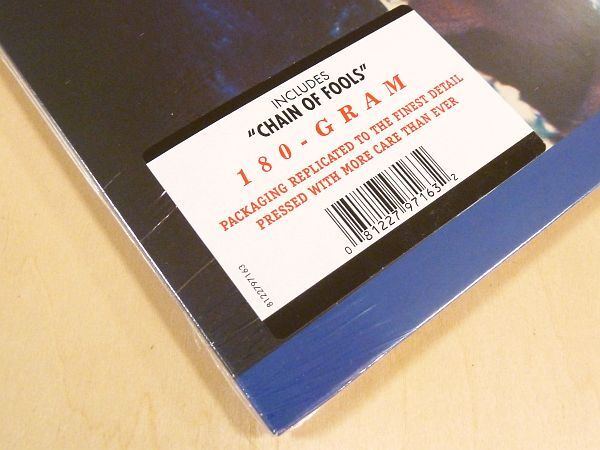 INCLUDES
"CHAIN OF FOOLS"
180-GRAM
PACKAGING REPLICATED TO THE FINEST DETAIL
PRESSED WITH MORE CARE THAN EVER
0 81227 97163 2
8122797163